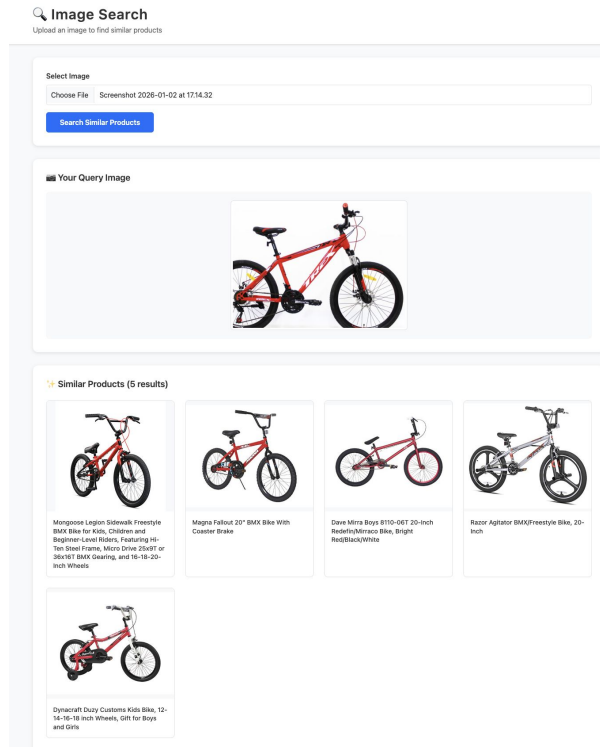 🔍 Image Search
Upload an image to find similar products
Select Image
Choose File Screenshot 2026-01-02 at 17.14.32
Search Similar Products
📷 Your Query Image
TREX
✨ Similar Products (5 results)
Mongoose Legion Sidewalk Freestyle
BMX Bike for Kids, Children and
Beginner-Level Riders, Featuring Hi-
Ten Steel Frame, Micro Drive 25x9T or
36x16T BMX Gearing, and 16-18-20-
Inch Wheels
Magna Fallout 20" BMX Bike With
Coaster Brake
Dave Mirra Boys 8110-06T 20-Inch
Redefin/Mirraco Bike, Bright
Red/Black/White
Razor Agitator BMX/Freestyle Bike, 20-
Inch
Dynacraft Duzy Customs Kids Bike, 12-
14-16-18 inch Wheels, Gift for Boys
and Girls